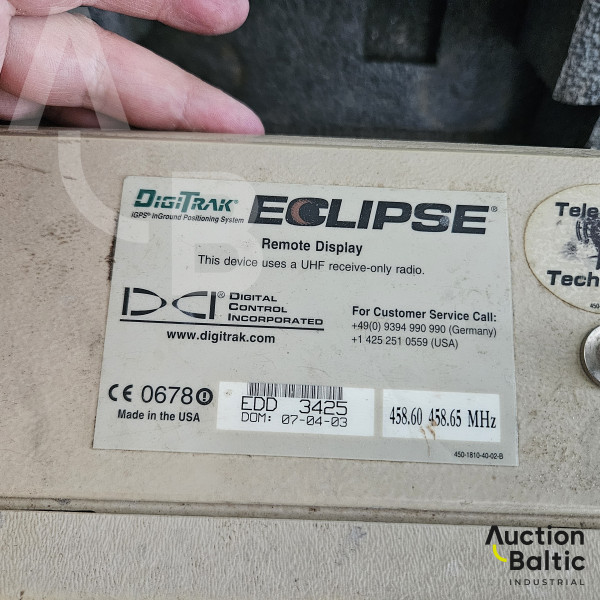 DIGITRAK® ECLIPSE®
IGPS® InGround Positioning System
Remote Display
This device uses a UHF receive-only radio.
DCI® DIGITAL
CONTROL
INCORPORATED
www.digitrak.com
For Customer Service Call:
+49(0) 9394 990 990 (Germany)
+1 425 251 0559 (USA)
CE 0678
Made in the USA
EDD 3425
DOM: 07-04-03
458.60 458.65 MHz
450-1810-40-02-B
Tele
Tech
450-
Auction
Baltic
INDUSTRIAL